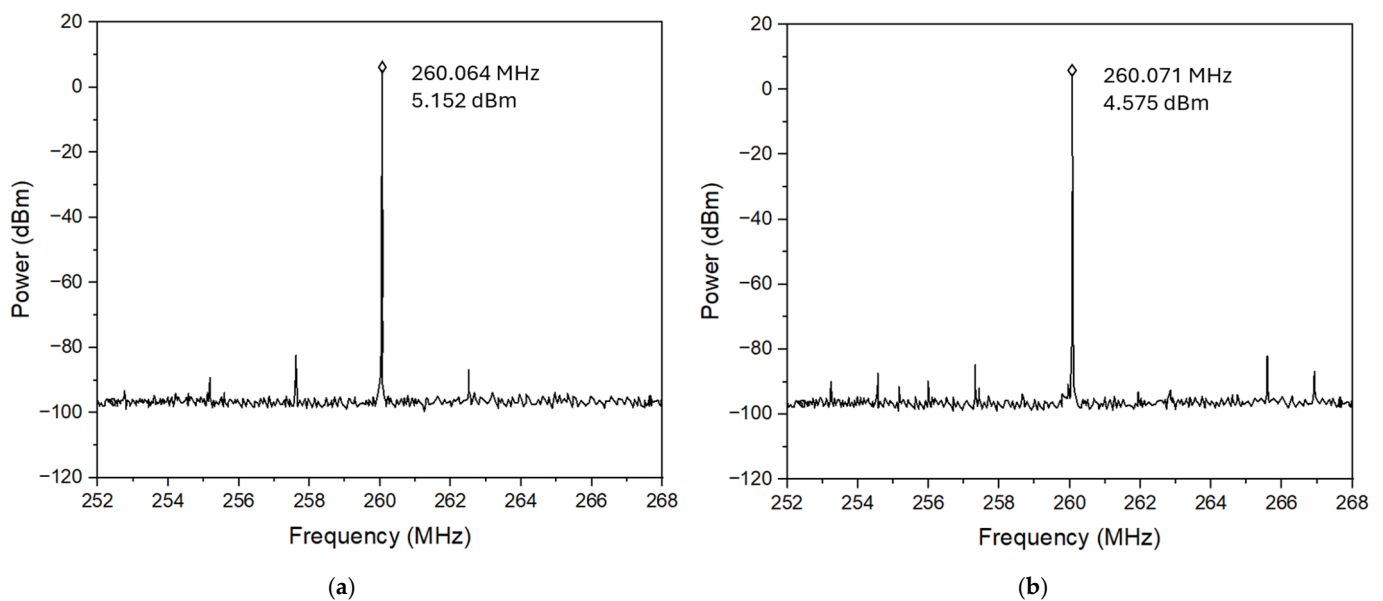 20
0
−20
−40
−60
−80
−100
−120
Power (dBm)
260.064 MHz
5.152 dBm
252 254 256 258 260 262 264 266 268
Frequency (MHz)
(a)
20
0
−20
−40
−60
−80
−100
−120
Power (dBm)
260.071 MHz
4.575 dBm
252 254 256 258 260 262 264 266 268
Frequency (MHz)
(b)